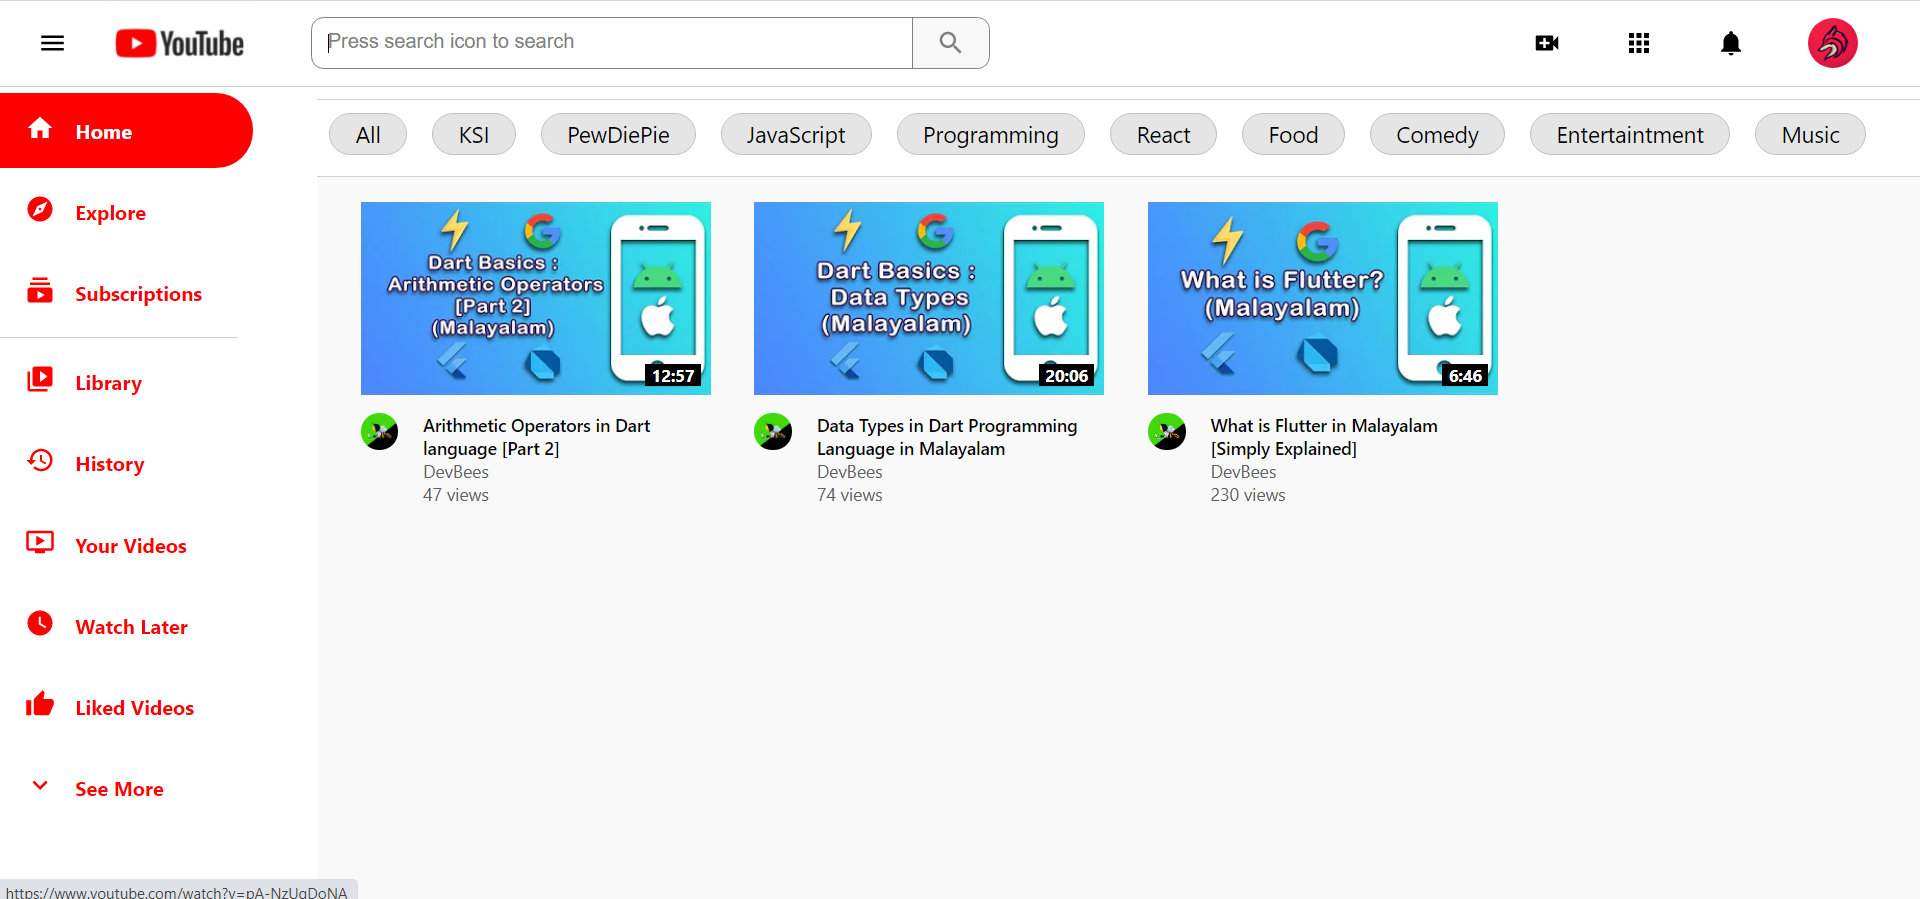 YouTube
Press search icon to search
Home
Explore
Subscriptions
Library
History
Your Videos
Watch Later
Liked Videos
See More
All
KSI
PewDiePie
JavaScript
Programming
React
Food
Comedy
Entertaintment
Music
Dart Basics :
Arithmetic Operators
[Part 2]
(Malayalam)
12:57
Arithmetic Operators in Dart
language [Part 2]
DevBees
47 views
Dart Basics :
Data Types
(Malayalam)
20:06
Data Types in Dart Programming
Language in Malayalam
DevBees
74 views
What is Flutter?
(Malayalam)
6:46
What is Flutter in Malayalam
[Simply Explained]
DevBees
230 views
https://www.youtube.com/watch?v=pA-NzUqDoNA